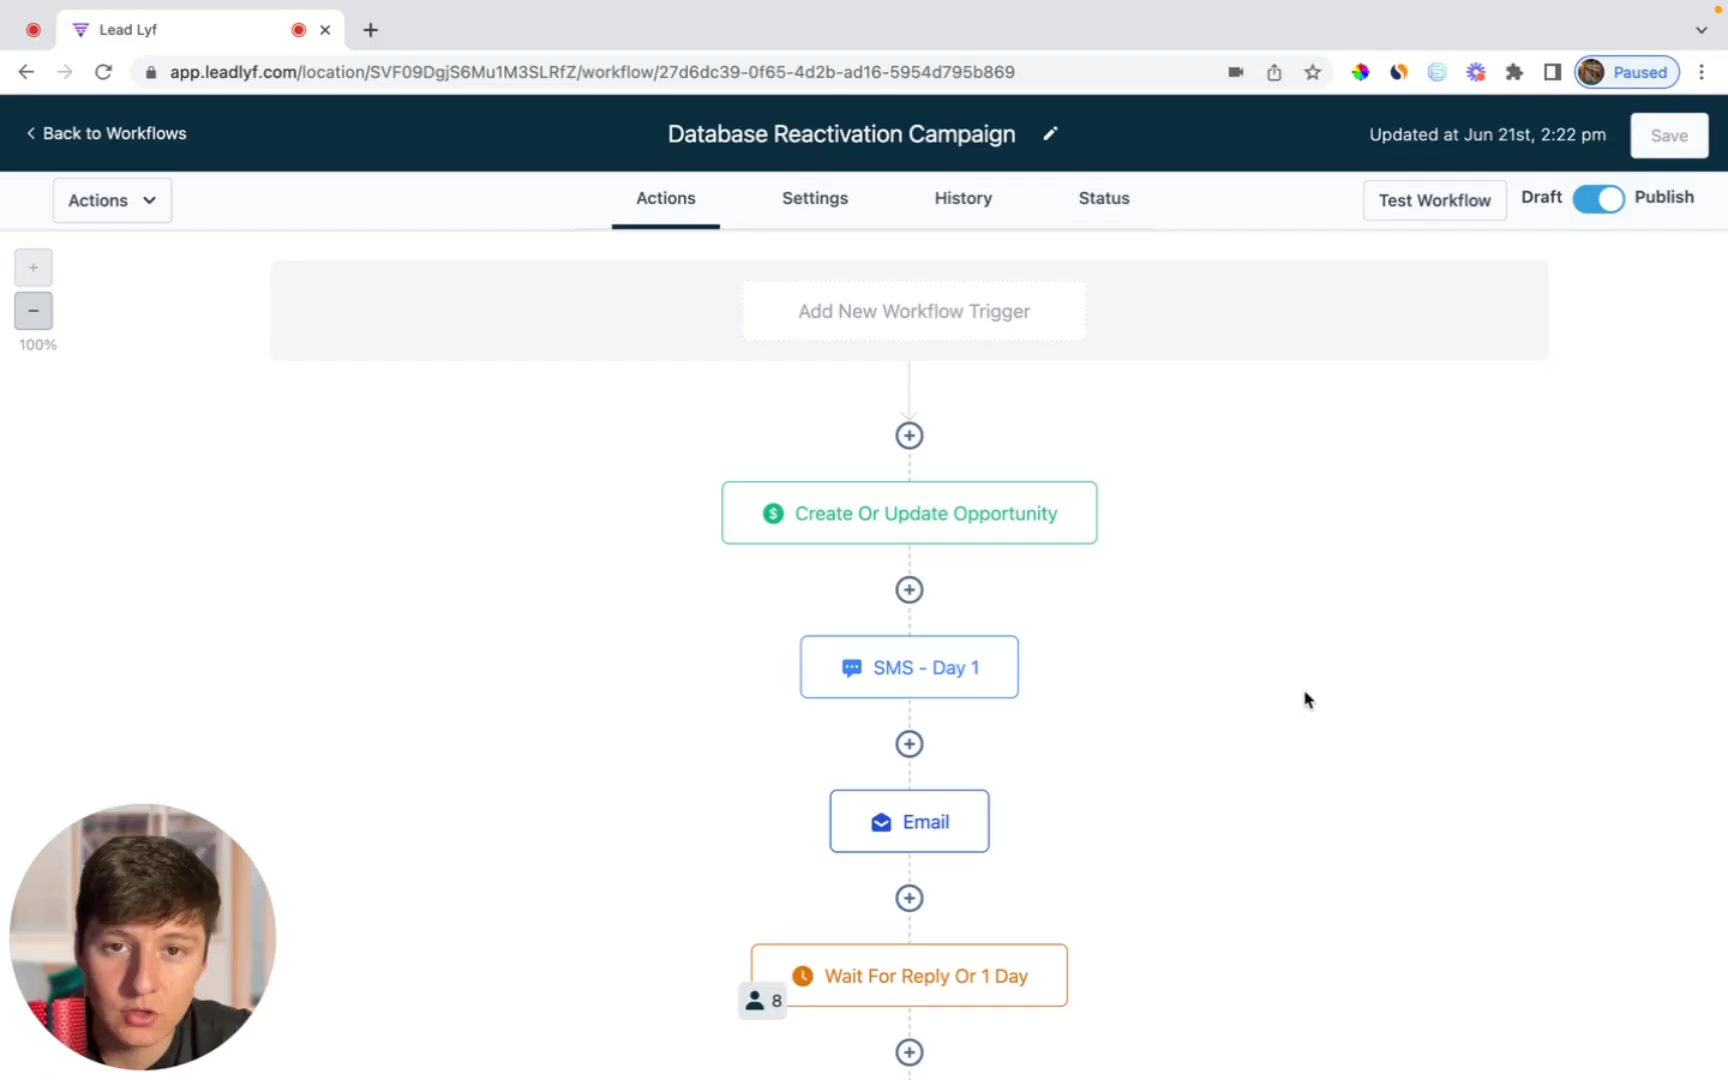 Lead Lyf
app.leadlyf.com/location/SVF09DgjS6Mu1M3SLRfZ/workflow/27d6dc39-0f65-4d2b-ad16-5954d795b869
Paused
Back to Workflows
Database Reactivation Campaign
Updated at Jun 21st, 2:22 pm
Save
Actions
Actions
Settings
History
Status
Test Workflow
Draft
Publish
100%
Add New Workflow Trigger
Create Or Update Opportunity
SMS - Day 1
Email
Wait For Reply Or 1 Day
8